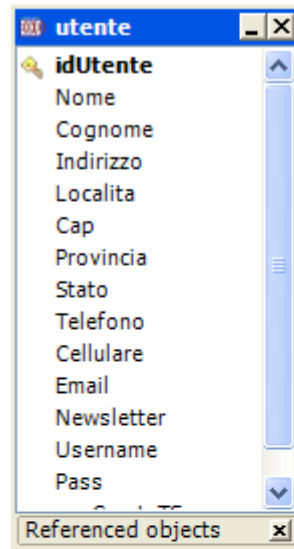 utente
idUtente
Nome
Cognome
Indirizzo
Localita
Cap
Provincia
Stato
Telefono
Cellulare
Email
Newsletter
Username
Pass
Referenced objects